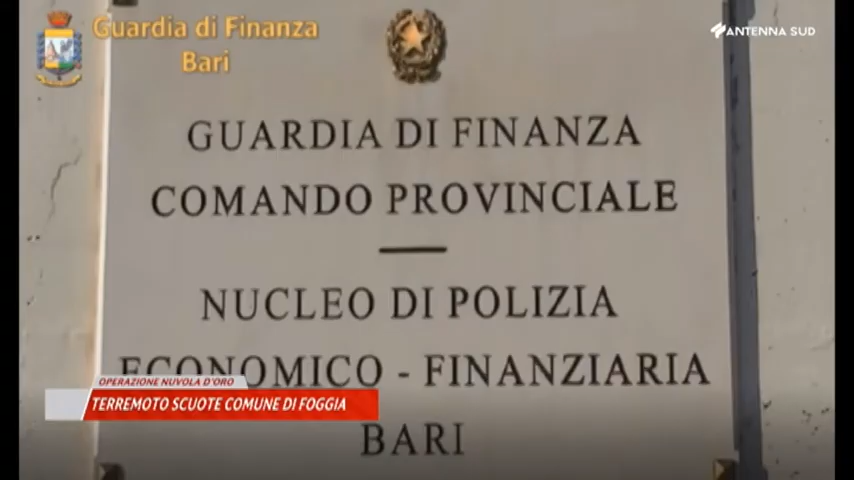 Guardia di Finanza
Bari
ANTENNA SUD
GUARDIA DI FINANZA
COMANDO PROVINCIALE
NUCLEO DI POLIZIA
ECONOMICO - FINANZIARIA
BARI
OPERAZIONE NUVOLA D'ORO
TERREMOTO SCUOTE COMUNE DI FOGGIA